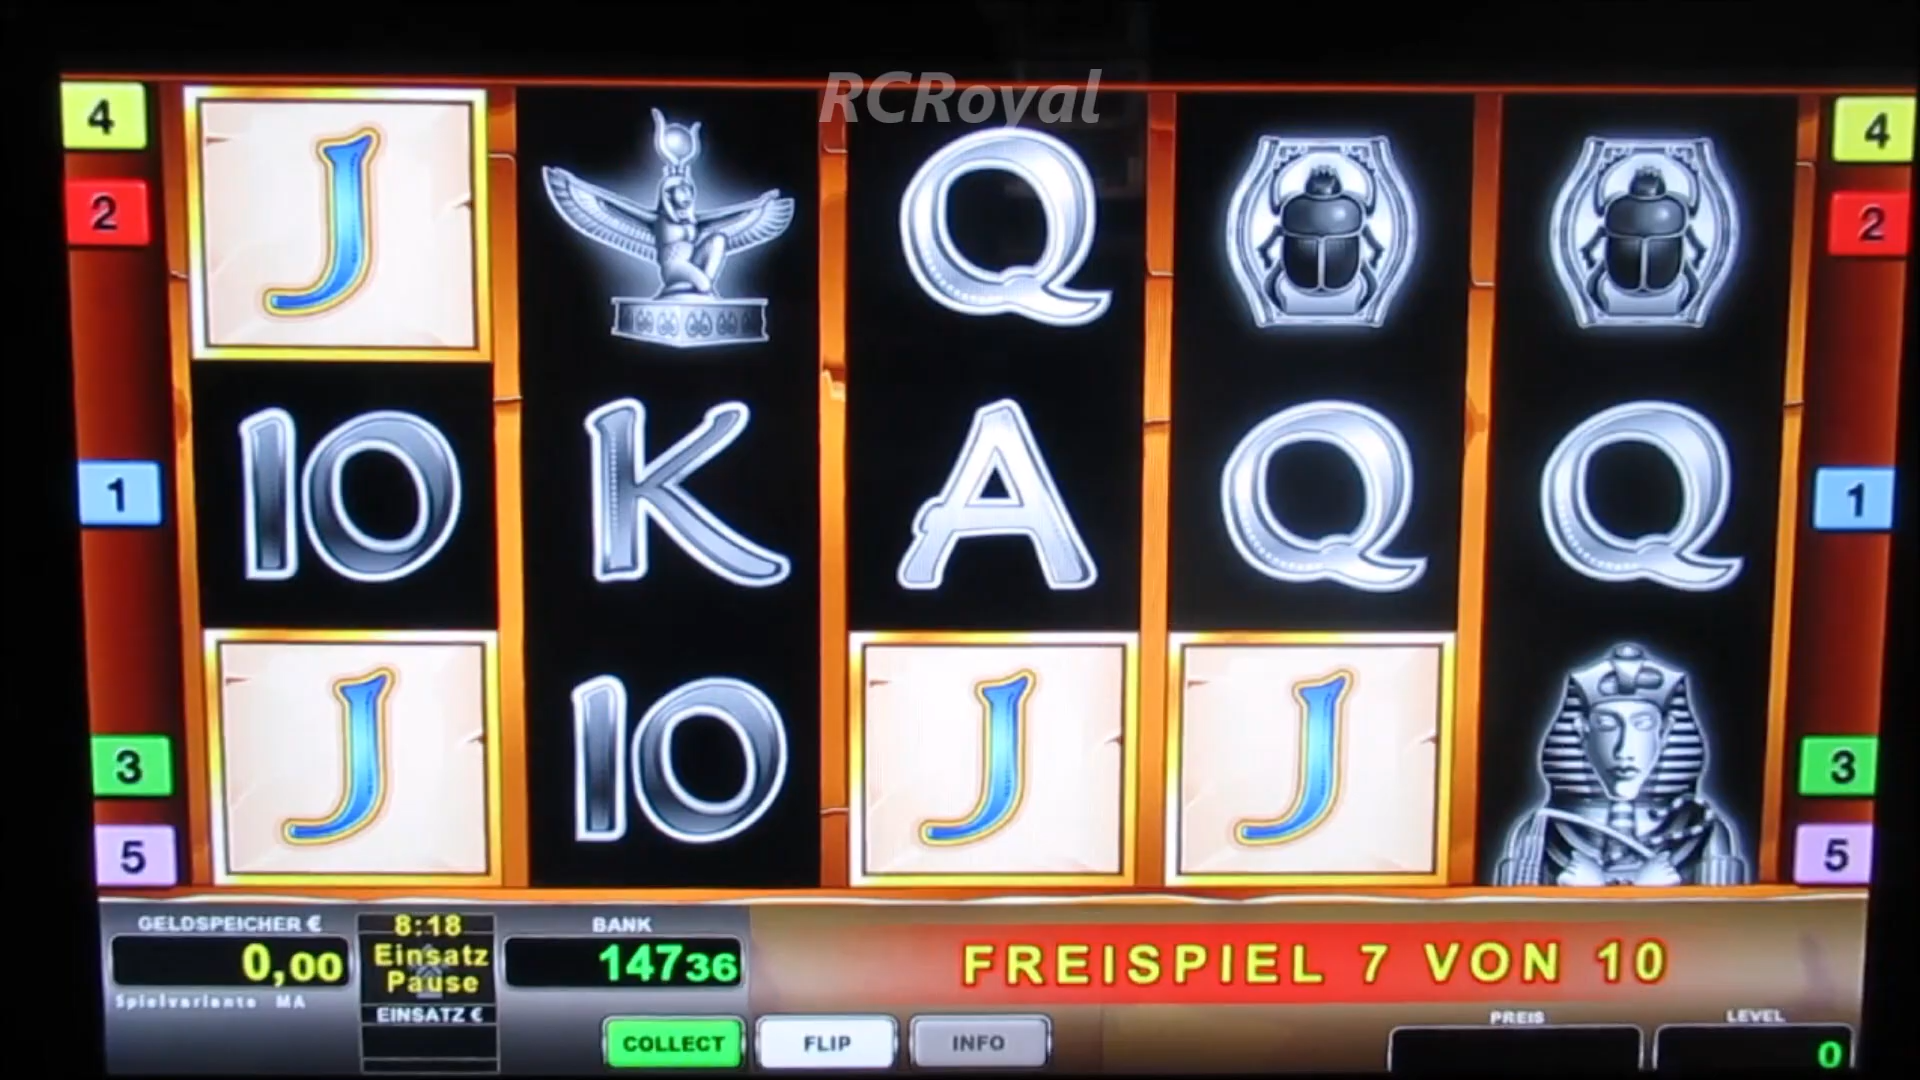 RCRoyal
4 J Q 4
2 2
1 10 K A Q Q 1
3 J 10 J J 3
5 5
GELDSPEICHER € 8:18 BANK
0,00 Einsatz Pause 14736 FREISPIEL 7 VON 10
Spielvariante MA
EINSATZ € PREIS LEVEL
COLLECT FLIP INFO 0